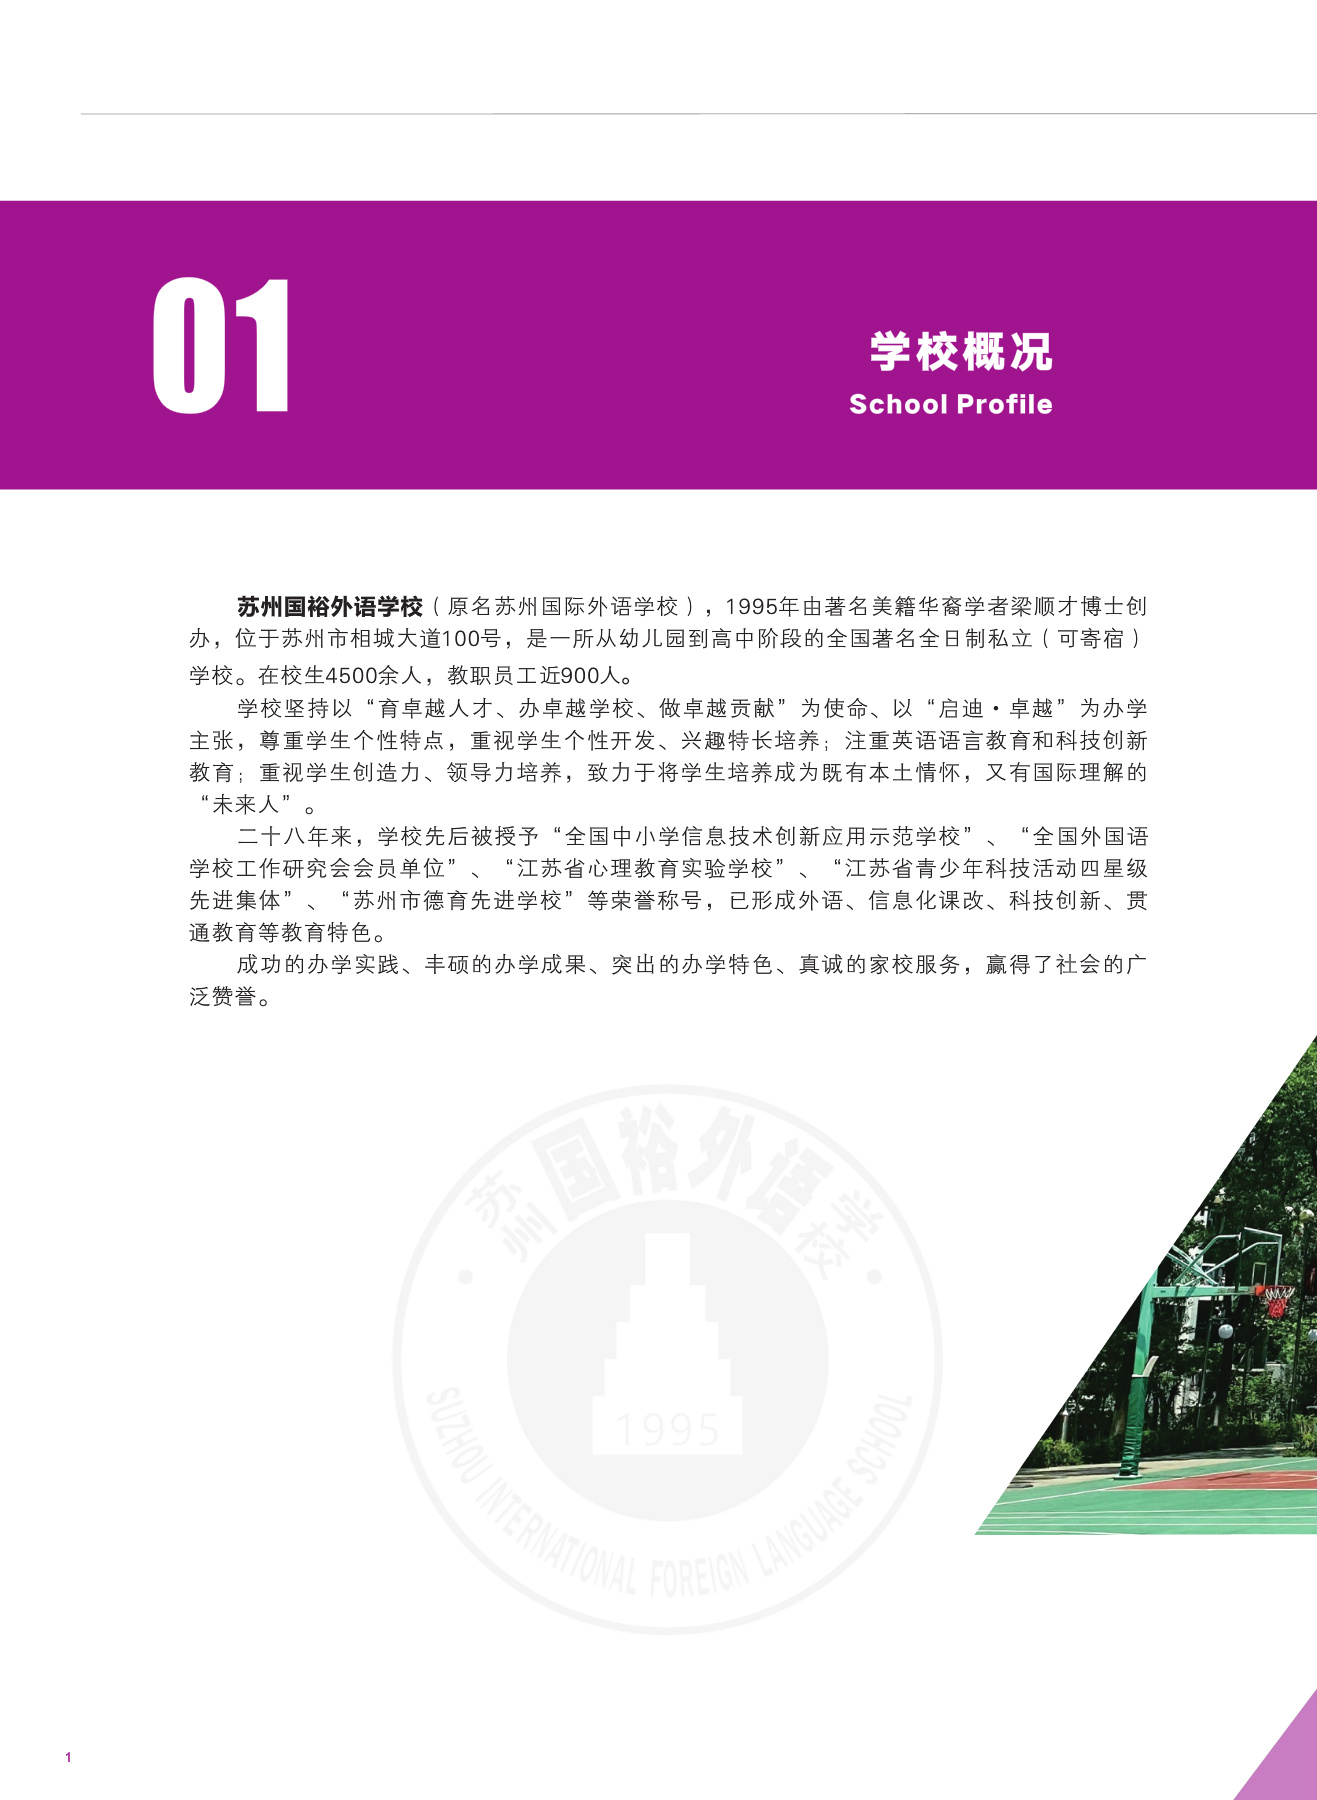 01
学校概况
School Profile
苏州国裕外语学校（原名苏州国际外语学校），1995年由著名美籍华裔学者梁顺才博士创
办，位于苏州市相城大道100号，是一所从幼儿园到高中阶段的全国著名全日制私立（可寄宿）
学校。在校生4500余人，教职员工近900人。
学校坚持以“育卓越人才、办卓越学校、做卓越贡献”为使命、以“启迪·卓越”为办学
主张，尊重学生个性特点，重视学生个性开发、兴趣特长培养；注重英语语言教育和科技创新
教育；重视学生创造力、领导力培养，致力于将学生培养成为既有本土情怀，又有国际理解的
“未来人”。
二十八年来，学校先后被授予“全国中小学信息技术创新应用示范学校”、“全国外国语
学校工作研究会会员单位”、“江苏省心理教育实验学校”、“江苏省青少年科技活动四星级
先进集体”、“苏州市德育先进学校”等荣誉称号，已形成外语、信息化课改、科技创新、贯
通教育等教育特色。
成功的办学实践、丰硕的办学成果、突出的办学特色、真诚的家校服务，赢得了社会的广
泛赞誉。
苏州国裕外语学校
1995
SUZHOU INTERNATIONAL FOREIGN LANGUAGE SCHOOL
1